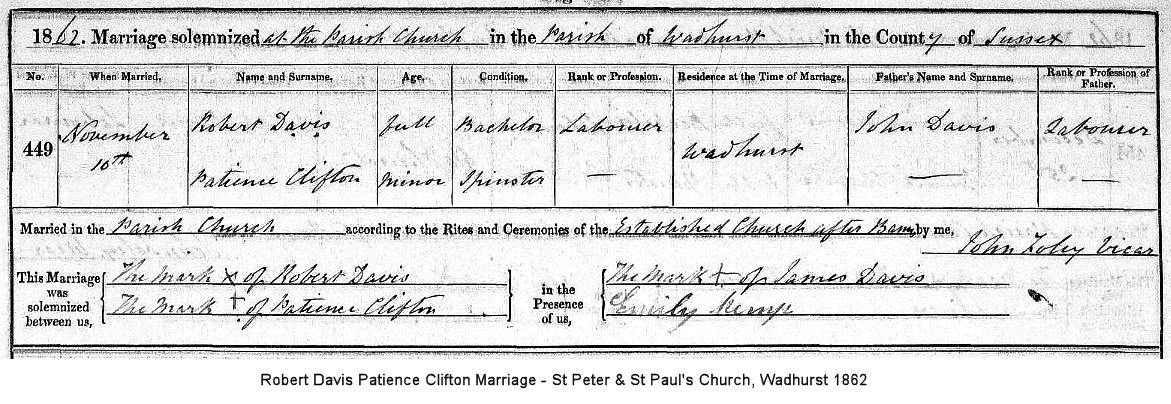 1862. Marriage solemnized at the Parish Church in the Parish of Wadhurst in the County of Sussex
No. When Married. Name and Surname. Age. Condition. Rank or Profession. Residence at the Time of Marriage. Father's Name and Surname. Rank or Profession of Father.
449 November 10th Robert Davis full Bachelor Labourer Wadhurst John Davis Labourer
Patience Clifton minor Spinster — — —
Married in the Parish Church according to the Rites and Ceremonies of the Established Church after Banns by me,
John Foley Vicar
This Marriage was solemnized between us,
The Mark X of Robert Davis
The Mark † of Patience Clifton
in the Presence of us,
The Mark † of James Davis
Emily Kemp
Robert Davis Patience Clifton Marriage - St Peter & St Paul's Church, Wadhurst 1862